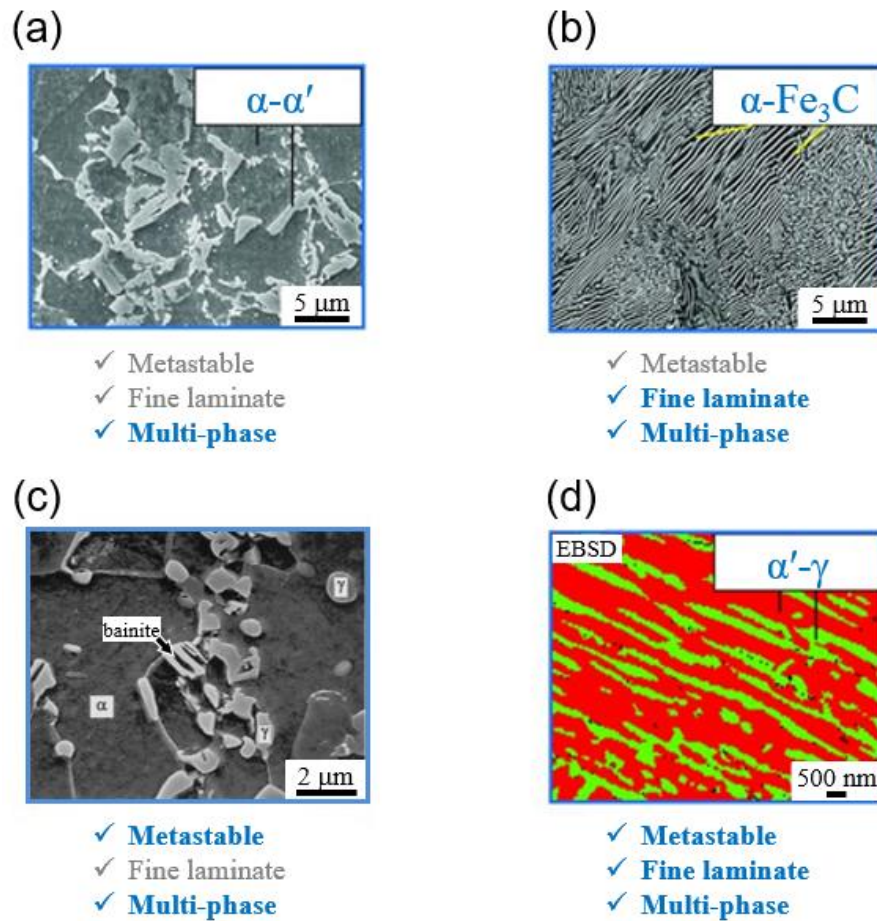 (a)
α-α′
5 μm
✓ Metastable
✓ Fine laminate
✓ Multi-phase
(b)
α-Fe₃C
5 μm
✓ Metastable
✓ Fine laminate
✓ Multi-phase
(c)
γ
bainite
α
γ
2 μm
✓ Metastable
✓ Fine laminate
✓ Multi-phase
(d)
EBSD
α′-γ
500 nm
✓ Metastable
✓ Fine laminate
✓ Multi-phase